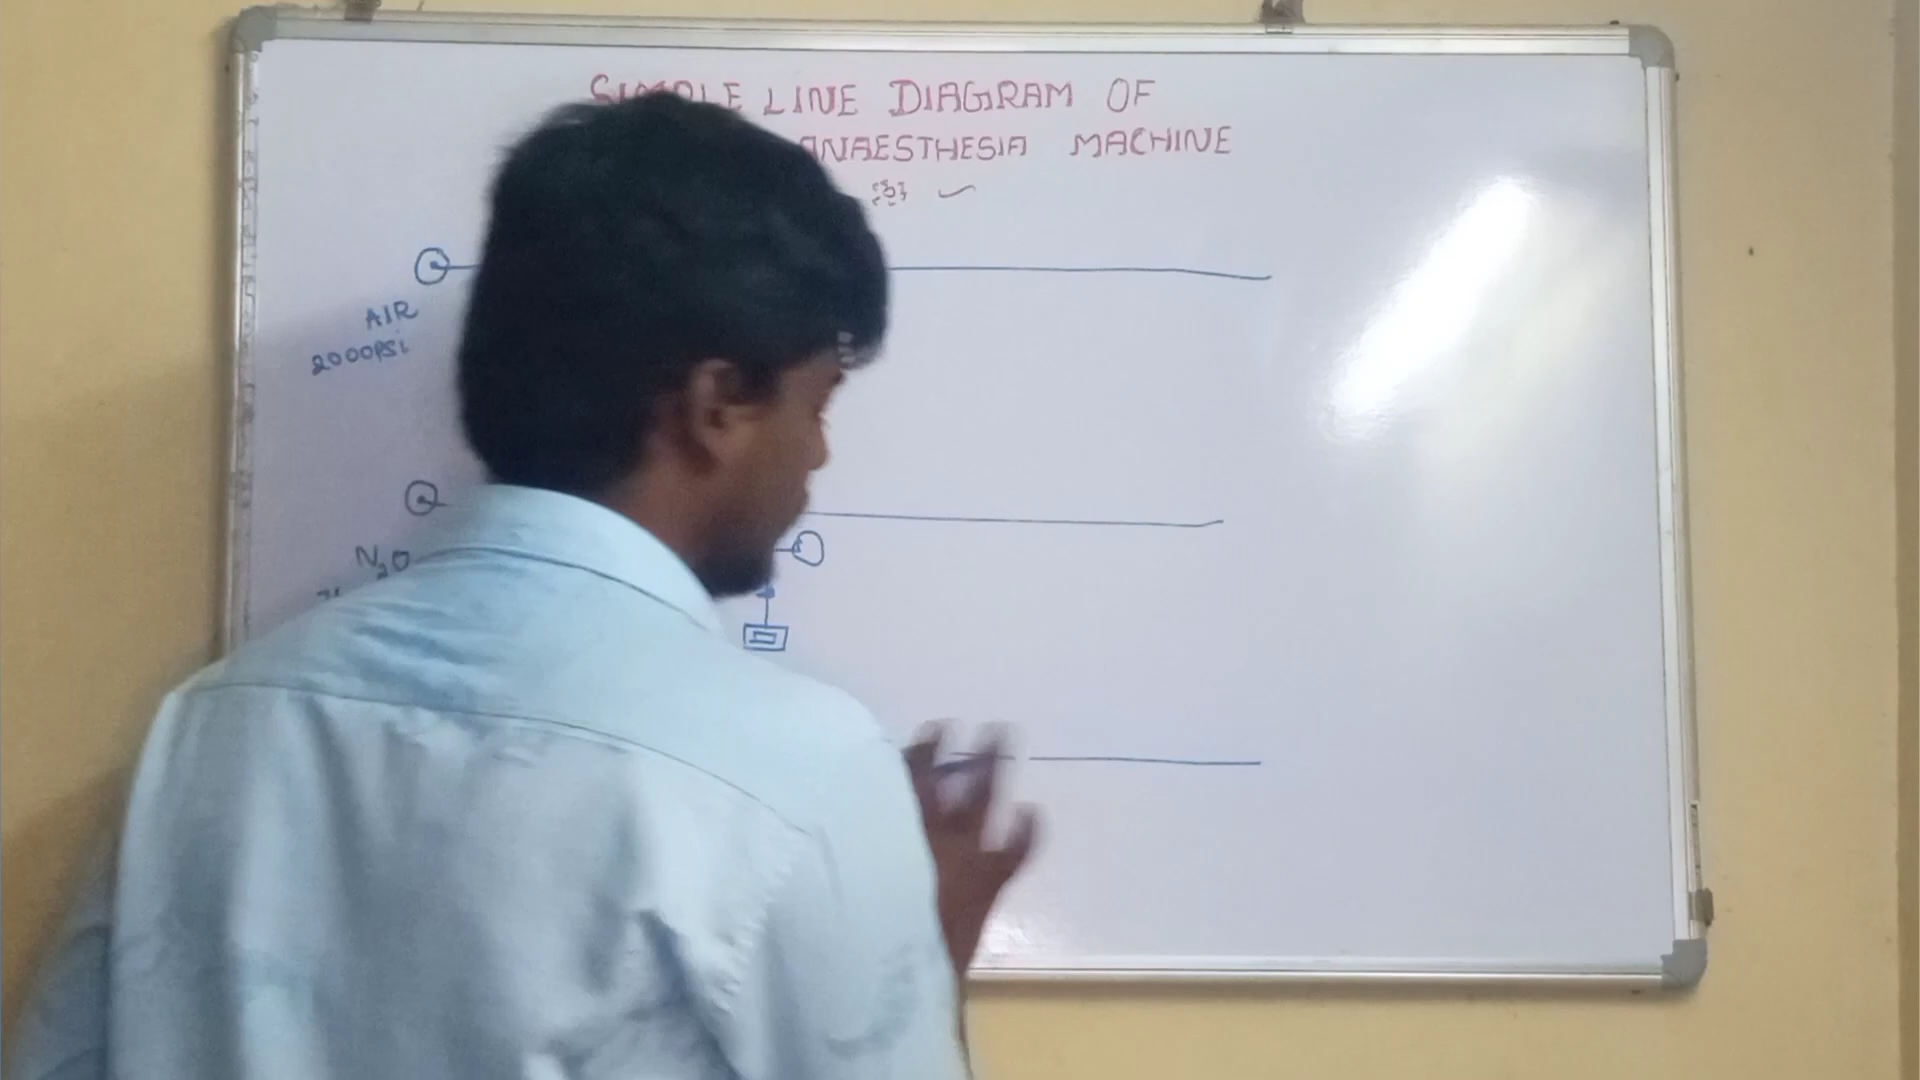 SIMPLE LINE DIAGRAM OF
ANAESTHESIA MACHINE
AIR
2000PSi
N2O